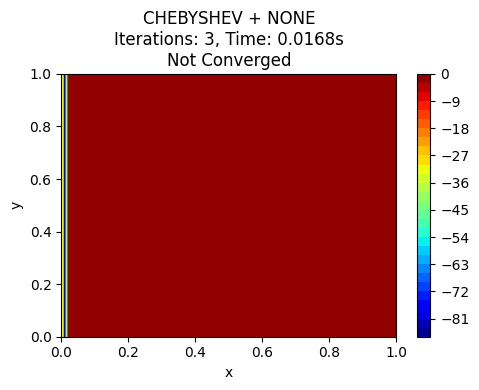 CHEBYSHEV + NONE
Iterations: 3, Time: 0.0168s
Not Converged
1.0
0.8
0.6
0.4
0.2
0.0
y
0.0 0.2 0.4 0.6 0.8 1.0
x
0
−9
−18
−27
−36
−45
−54
−63
−72
−81